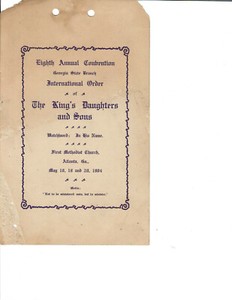 Eighth Annual Convention
Georgia State Branch
International Order
of
The King's Daughters
and Sons
Watchword: In His Name.
First Methodist Church,
Atlanta, Ga.,
May 18, 19 and 20, 1904
Motto:
"Not to be ministered unto, but to minister."